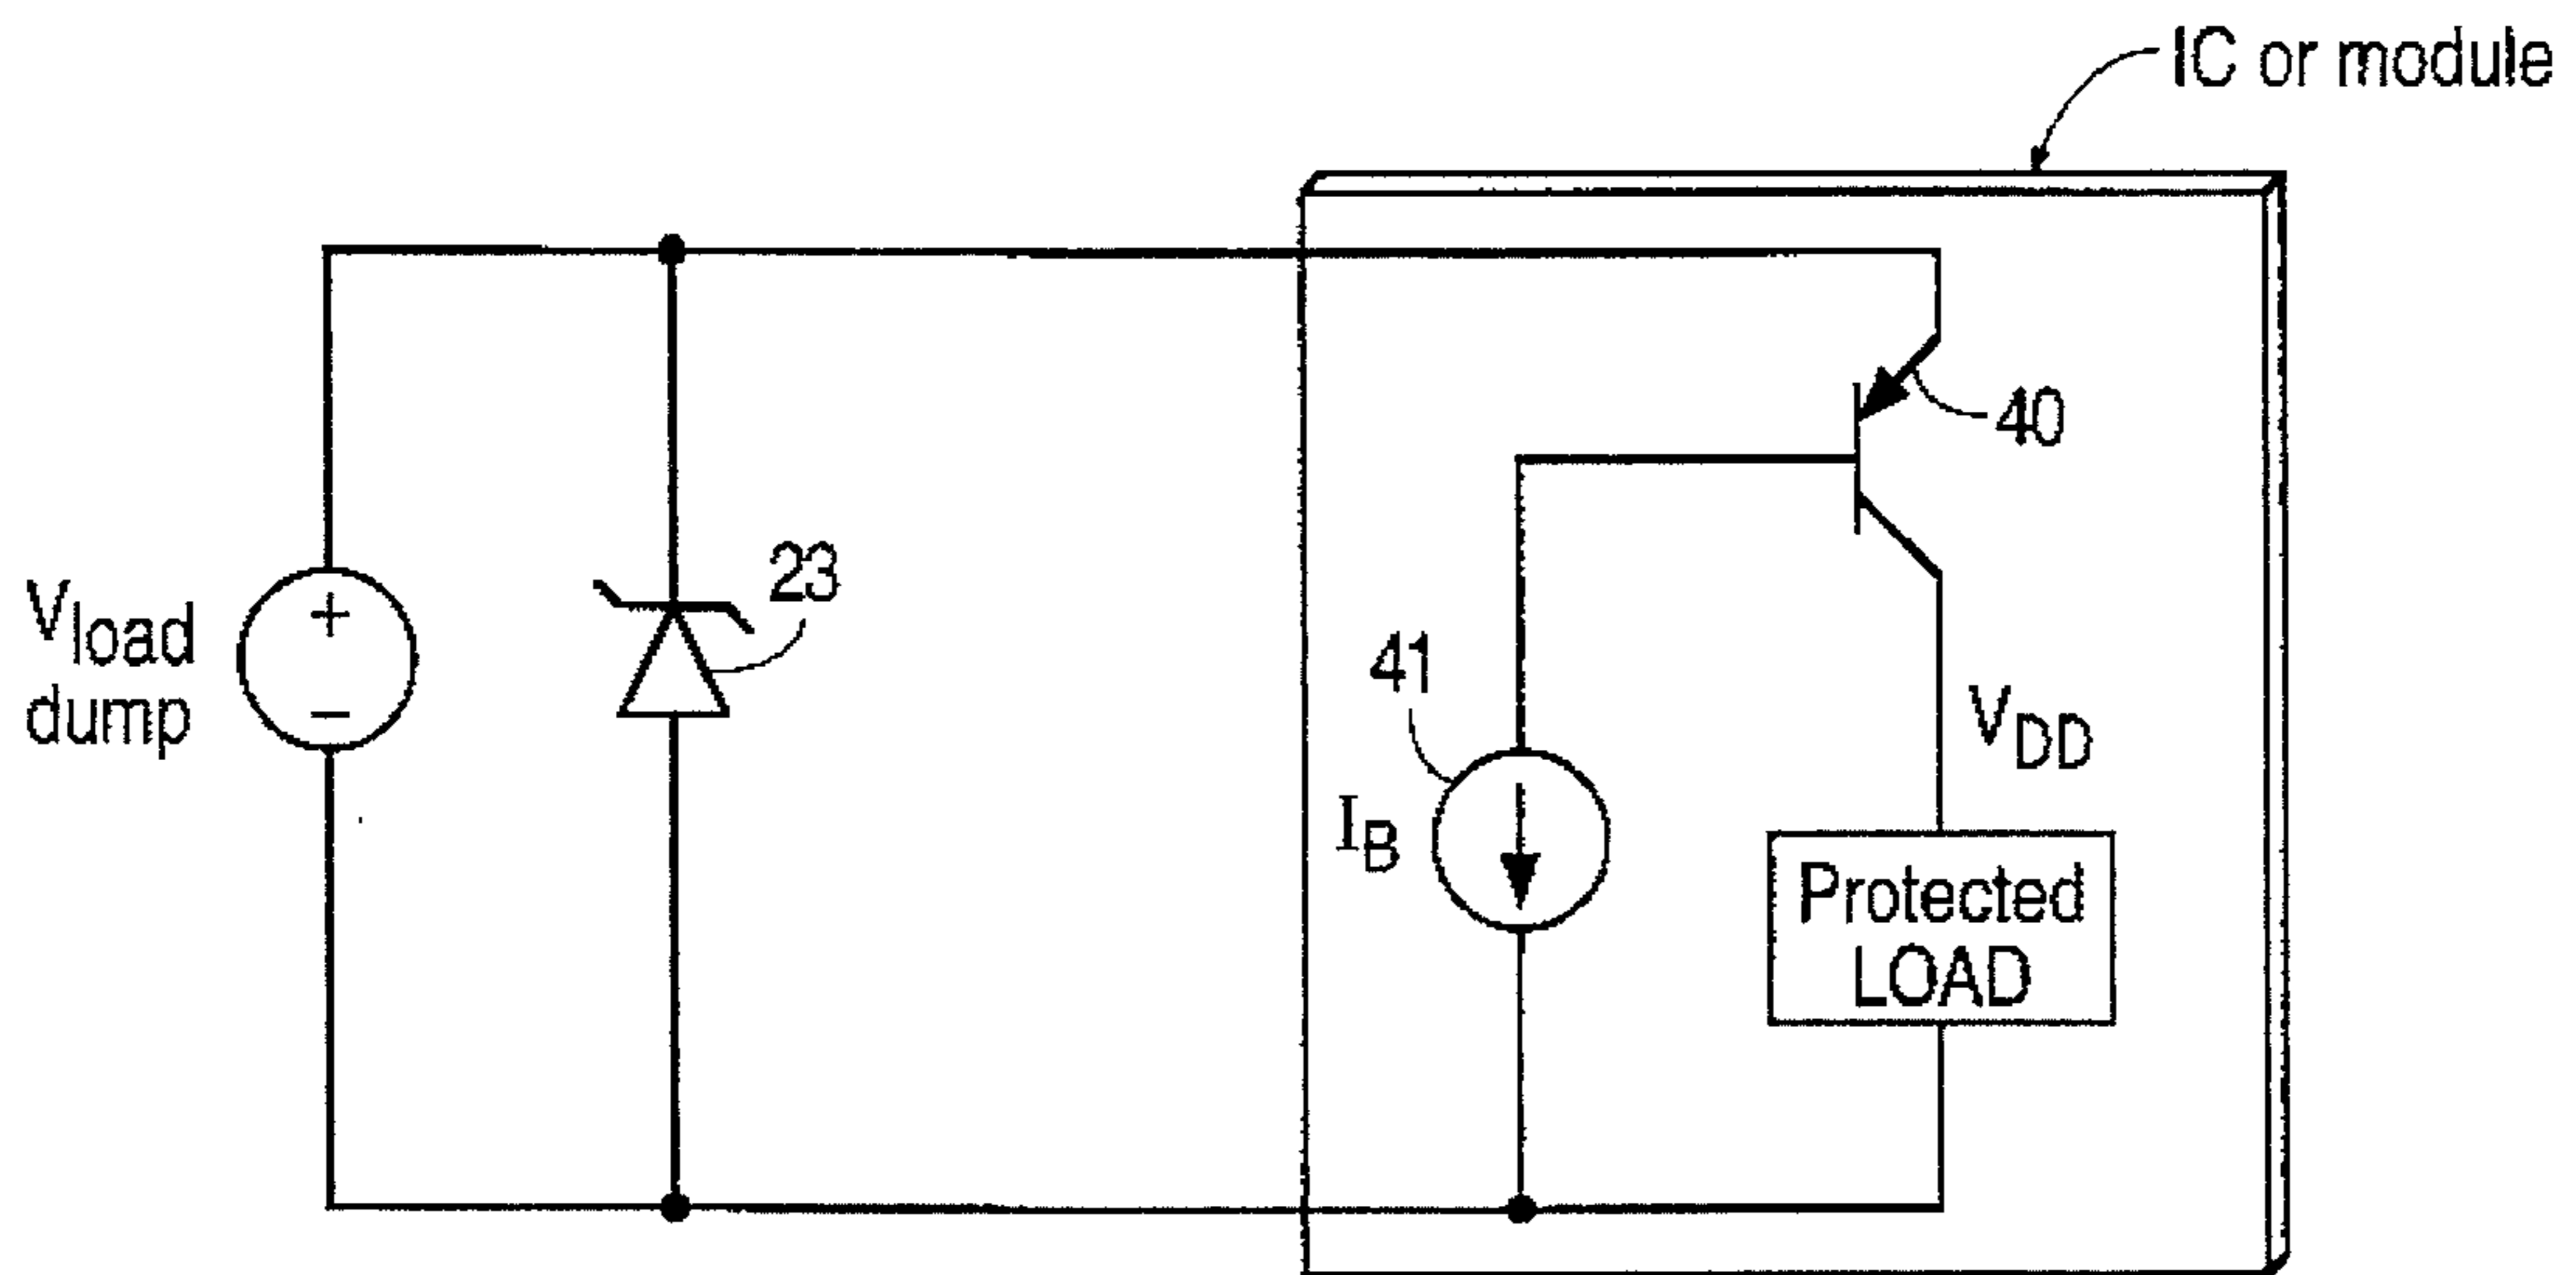 IC or module
40
23
Vload
dump
+
−
41
IB
VDD
Protected
LOAD